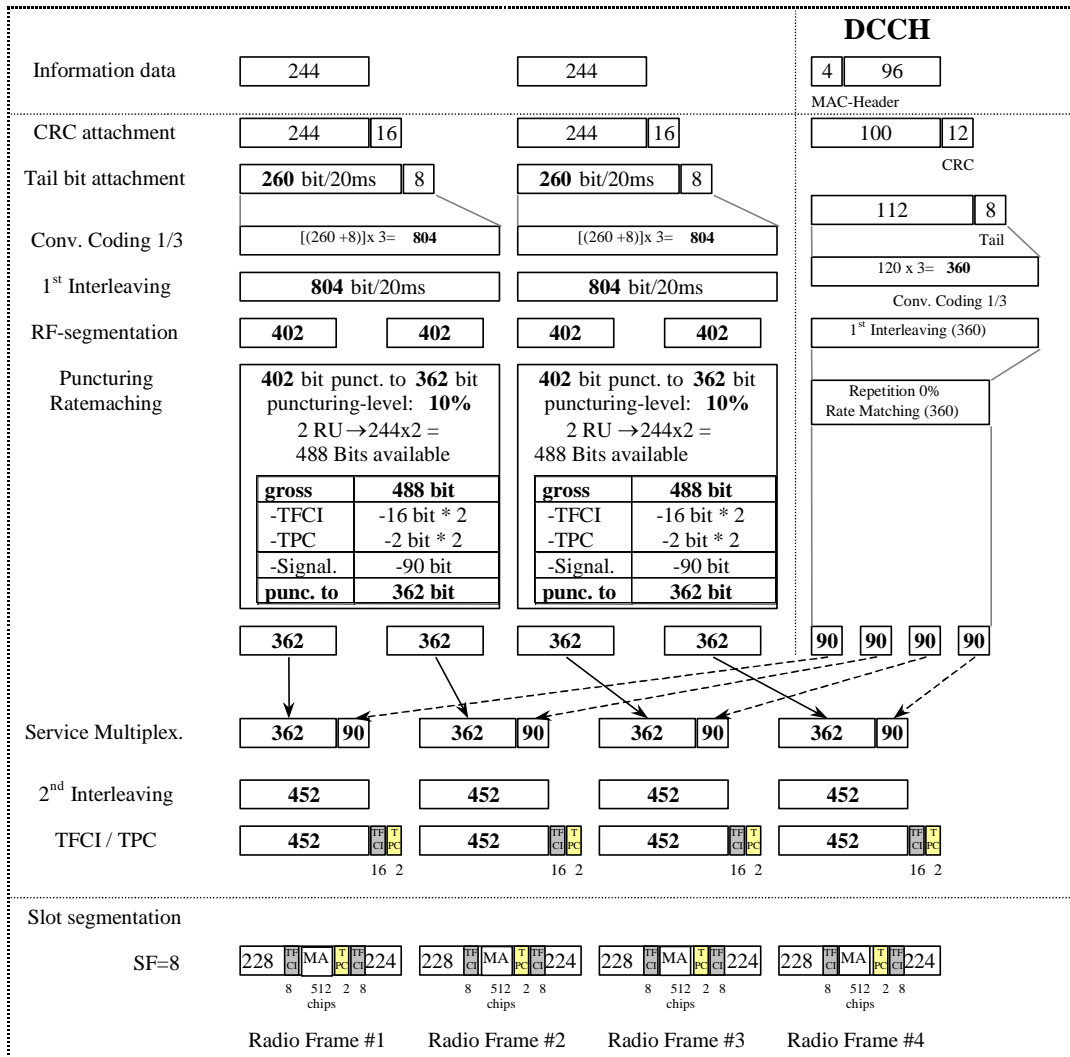 DCCH
Information data 244 244 4 96
MAC-Header
CRC attachment 244 16 244 16 100 12
CRC
Tail bit attachment 260 bit/20ms 8 260 bit/20ms 8
112 8
Tail
Conv. Coding 1/3 [(260 +8)]x 3= 804 [(260 +8)]x 3= 804
120 x 3= 360
Conv. Coding 1/3
1st Interleaving 804 bit/20ms 804 bit/20ms
RF-segmentation 402 402 402 402 1st Interleaving (360)
Puncturing
Ratemaching
402 bit punct. to 362 bit
puncturing-level: 10%
2 RU →244x2 =
488 Bits available
gross 488 bit
-TFCI -16 bit * 2
-TPC -2 bit * 2
-Signal. -90 bit
punc. to 362 bit
402 bit punct. to 362 bit
puncturing-level: 10%
2 RU →244x2 =
488 Bits available
gross 488 bit
-TFCI -16 bit * 2
-TPC -2 bit * 2
-Signal. -90 bit
punc. to 362 bit
Repetition 0%
Rate Matching (360)
362 362 362 362 90 90 90 90
Service Multiplex. 362 90 362 90 362 90 362 90
2nd Interleaving 452 452 452 452
TFCI / TPC 452 TFCI TPC 452 TFCI TPC 452 TFCI TPC 452 TFCI TPC
16 2 16 2 16 2 16 2
Slot segmentation
SF=8 228 TFCI MA TPC TFCI 224 228 TFCI MA TPC TFCI 224 228 TFCI MA TPC TFCI 224 228 TFCI MA TPC TFCI 224
8 512 2 8 8 512 2 8 8 512 2 8 8 512 2 8
chips chips chips chips
Radio Frame #1 Radio Frame #2 Radio Frame #3 Radio Frame #4